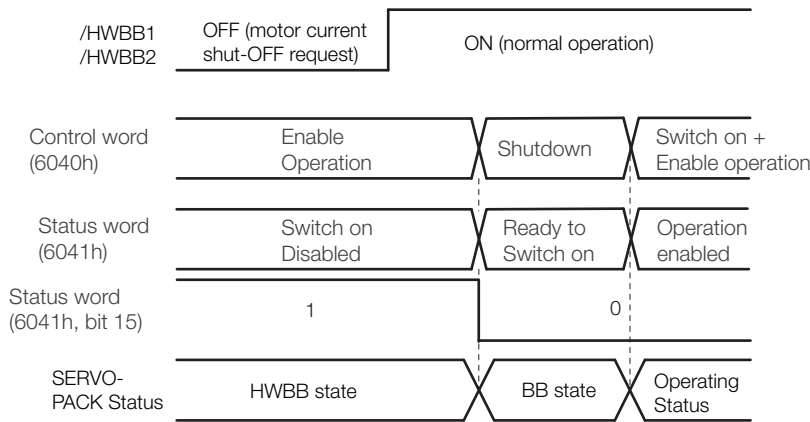 /HWBB1
/HWBB2
OFF (motor current
shut-OFF request)
ON (normal operation)
Control word
(6040h)
Enable
Operation
Shutdown
Switch on +
Enable operation
Status word
(6041h)
Switch on
Disabled
Ready to
Switch on
Operation
enabled
Status word
(6041h, bit 15)
1
0
SERVO-
PACK Status
HWBB state
BB state
Operating
Status